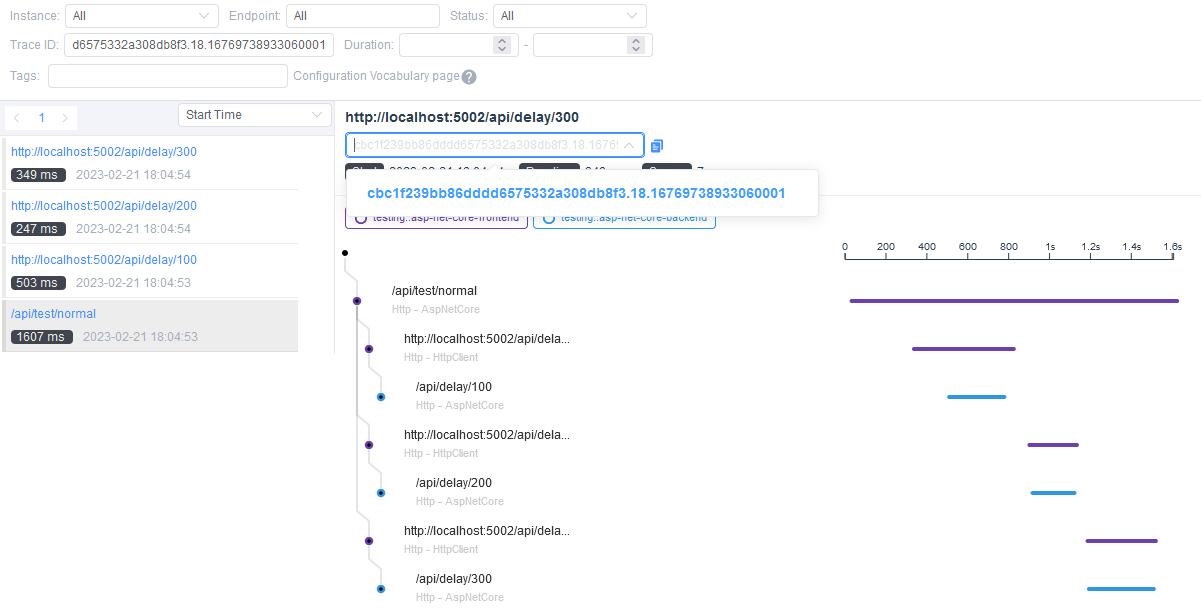 Instance: All Endpoint: All Status: All
Trace ID: d6575332a308db8f3.18.16769738933060001 Duration: -
Tags: Configuration Vocabulary page ?
1 Start Time
http://localhost:5002/api/delay/300
349 ms 2023-02-21 18:04:54
http://localhost:5002/api/delay/200
247 ms 2023-02-21 18:04:54
http://localhost:5002/api/delay/100
503 ms 2023-02-21 18:04:53
/api/test/normal
1607 ms 2023-02-21 18:04:53
http://localhost:5002/api/delay/300
cbc1f239bb86dddd6575332a308db8f3.18.1676
cbc1f239bb86dddd6575332a308db8f3.18.16769738933060001
testing::asp-net-core-frontend testing::asp-net-core-backend
0 200 400 600 800 1s 1.2s 1.4s 1.6s
/api/test/normal
Http - AspNetCore
http://localhost:5002/api/dela...
Http - HttpClient
/api/delay/100
Http - AspNetCore
http://localhost:5002/api/dela...
Http - HttpClient
/api/delay/200
Http - AspNetCore
http://localhost:5002/api/dela...
Http - HttpClient
/api/delay/300
Http - AspNetCore